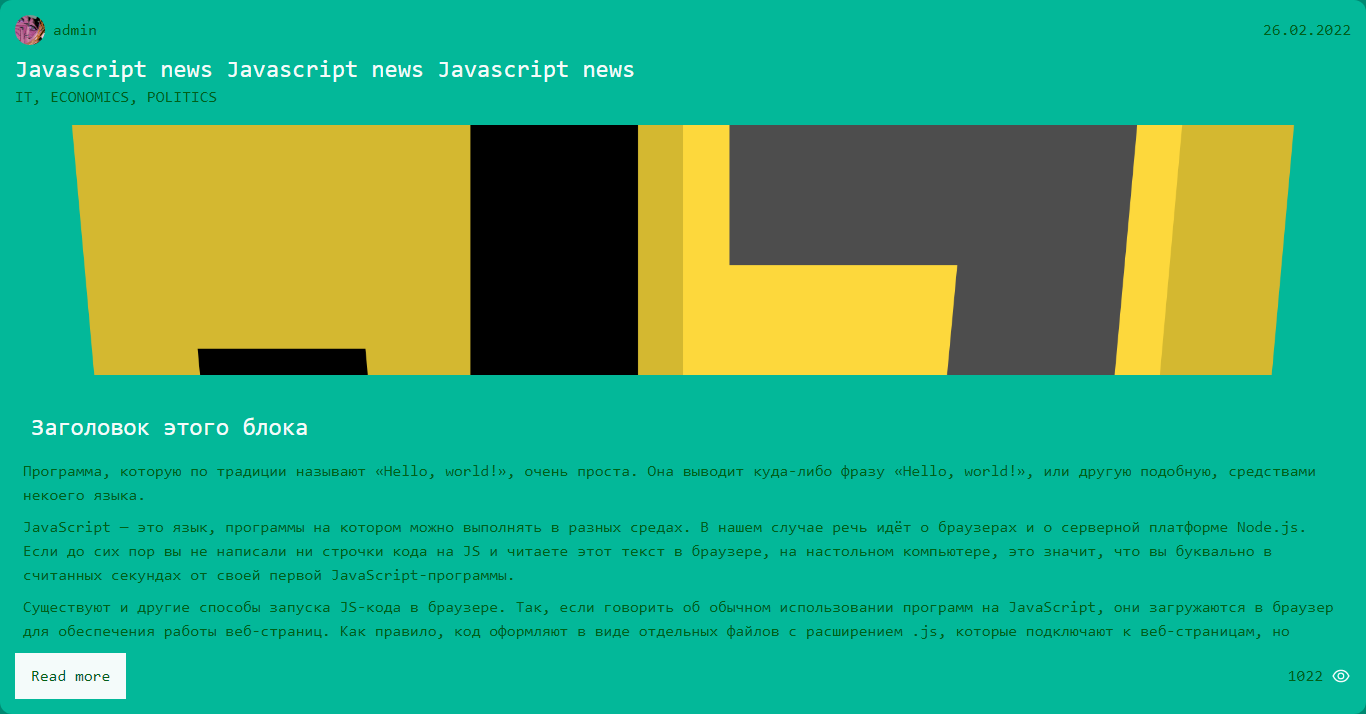 admin
26.02.2022
Javascript news Javascript news Javascript news
IT, ECONOMICS, POLITICS
Заголовок этого блока
Программа, которую по традиции называют «Hello, world!», очень проста. Она выводит куда-либо фразу «Hello, world!», или другую подобную, средствами
некоего языка.
JavaScript — это язык, программы на котором можно выполнять в разных средах. В нашем случае речь идёт о браузерах и о серверной платформе Node.js.
Если до сих пор вы не написали ни строчки кода на JS и читаете этот текст в браузере, на настольном компьютере, это значит, что вы буквально в
считанных секундах от своей первой JavaScript-программы.
Существуют и другие способы запуска JS-кода в браузере. Так, если говорить об обычном использовании программ на JavaScript, они загружаются в браузер
для обеспечения работы веб-страниц. Как правило, код оформляют в виде отдельных файлов с расширением .js, которые подключают к веб-страницам, но
Read more
1022